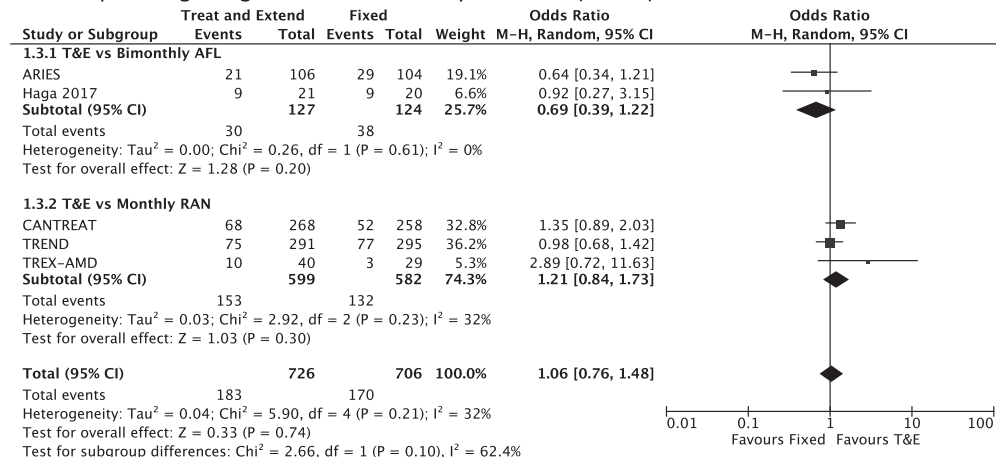 Treat and Extend Fixed Odds Ratio Odds Ratio
Study or Subgroup Events Total Events Total Weight M-H, Random, 95% CI M-H, Random, 95% CI
1.3.1 T&E vs Bimonthly AFL
ARIES 21 106 29 104 19.1% 0.64 [0.34, 1.21]
Haga 2017 9 21 9 20 6.6% 0.92 [0.27, 3.15]
Subtotal (95% CI) 127 124 25.7% 0.69 [0.39, 1.22]
Total events 30 38
Heterogeneity: Tau² = 0.00; Chi² = 0.26, df = 1 (P = 0.61); I² = 0%
Test for overall effect: Z = 1.28 (P = 0.20)
1.3.2 T&E vs Monthly RAN
CANTREAT 68 268 52 258 32.8% 1.35 [0.89, 2.03]
TREND 75 291 77 295 36.2% 0.98 [0.68, 1.42]
TREX-AMD 10 40 3 29 5.3% 2.89 [0.72, 11.63]
Subtotal (95% CI) 599 582 74.3% 1.21 [0.84, 1.73]
Total events 153 132
Heterogeneity: Tau² = 0.03; Chi² = 2.92, df = 2 (P = 0.23); I² = 32%
Test for overall effect: Z = 1.03 (P = 0.30)
Total (95% CI) 726 706 100.0% 1.06 [0.76, 1.48]
Total events 183 170
Heterogeneity: Tau² = 0.04; Chi² = 5.90, df = 4 (P = 0.21); I² = 32%
Test for overall effect: Z = 0.33 (P = 0.74)
Test for subgroup differences: Chi² = 2.66, df = 1 (P = 0.10), I² = 62.4%
0.01 0.1 1 10 100
Favours Fixed Favours T&E